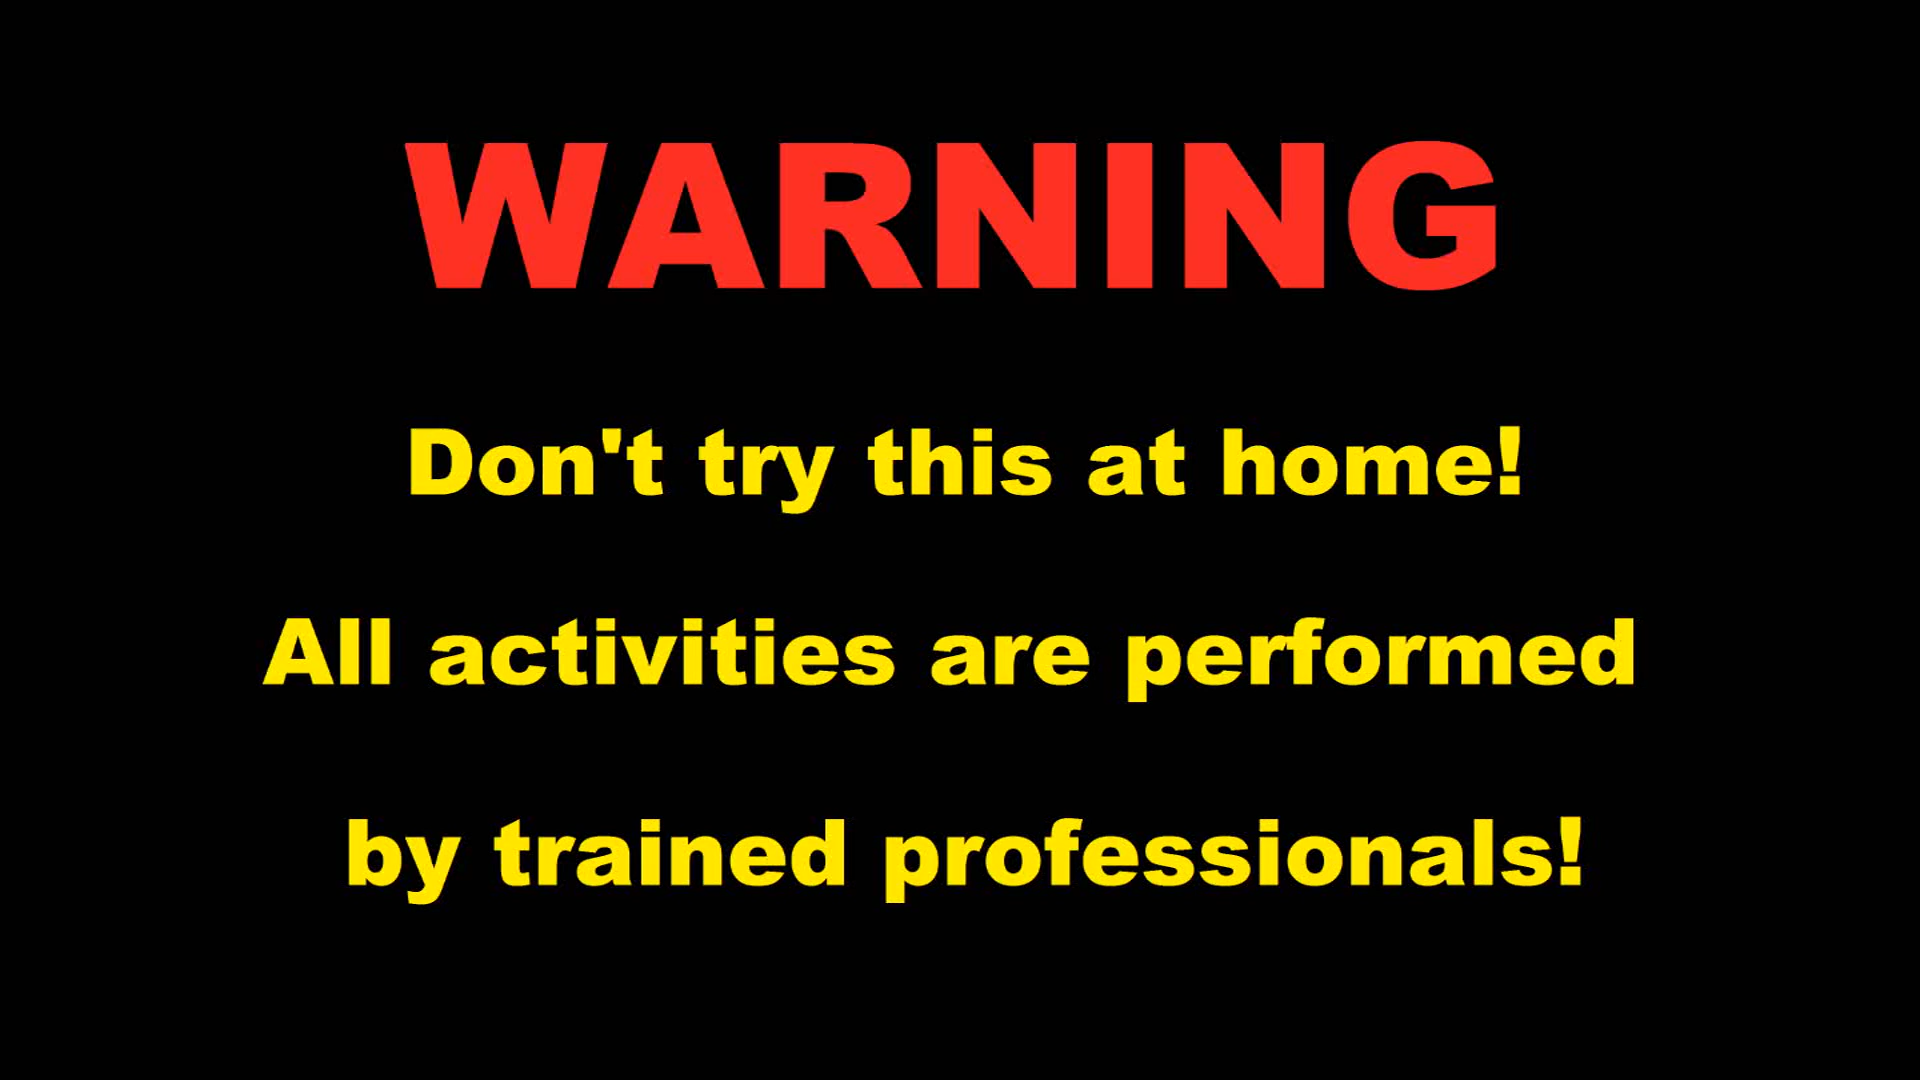 WARNING
Don't try this at home!
All activities are performed
by trained professionals!